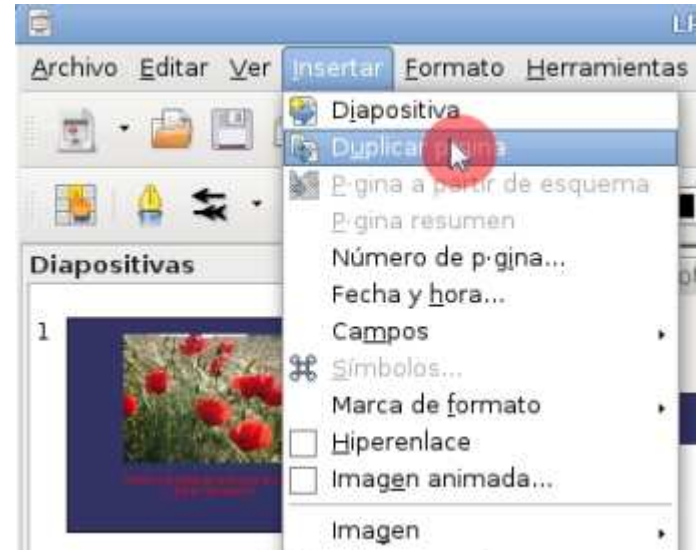 Archivo Editar Ver Insertar Formato Herramientas
Diapositiva
Duplicar página
P·gina a partir de esquema
P·gina resumen
Número de p·gina...
Fecha y hora...
Campos
Símbolos...
Marca de formato
Hiperenlace
Imagen animada...
Imagen
Diapositivas
1